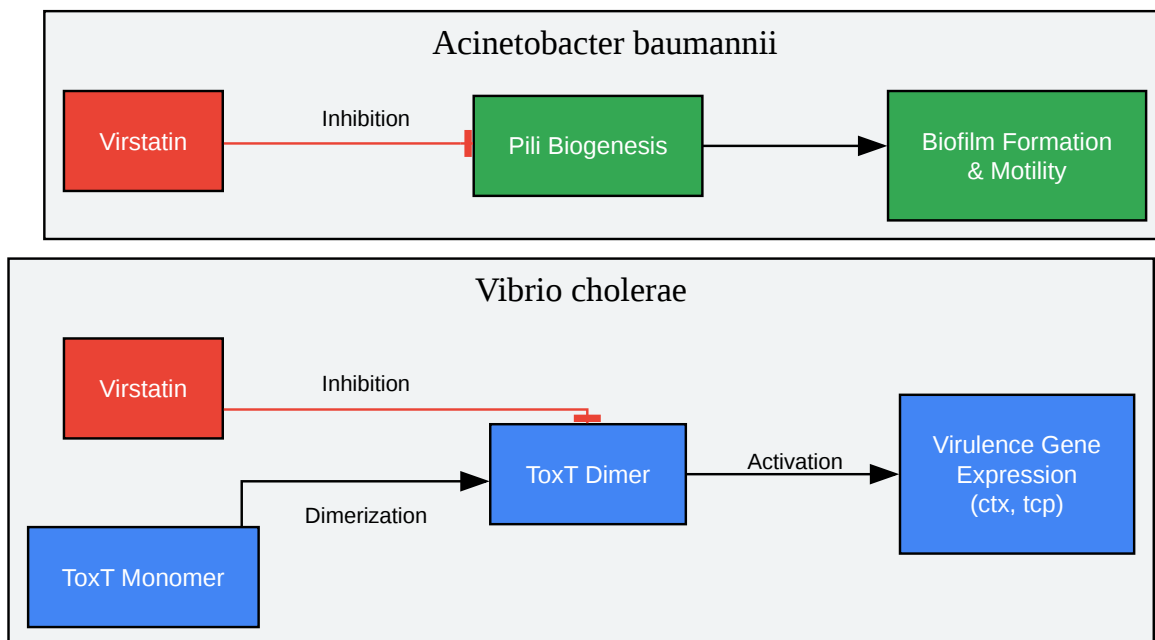 Acinetobacter baumannii
Virstatin
Inhibition
Pili Biogenesis
Biofilm Formation
& Motility
Vibrio cholerae
Virstatin
Inhibition
ToxT Dimer
Activation
Virulence Gene
Expression
(ctx, tcp)
Dimerization
ToxT Monomer